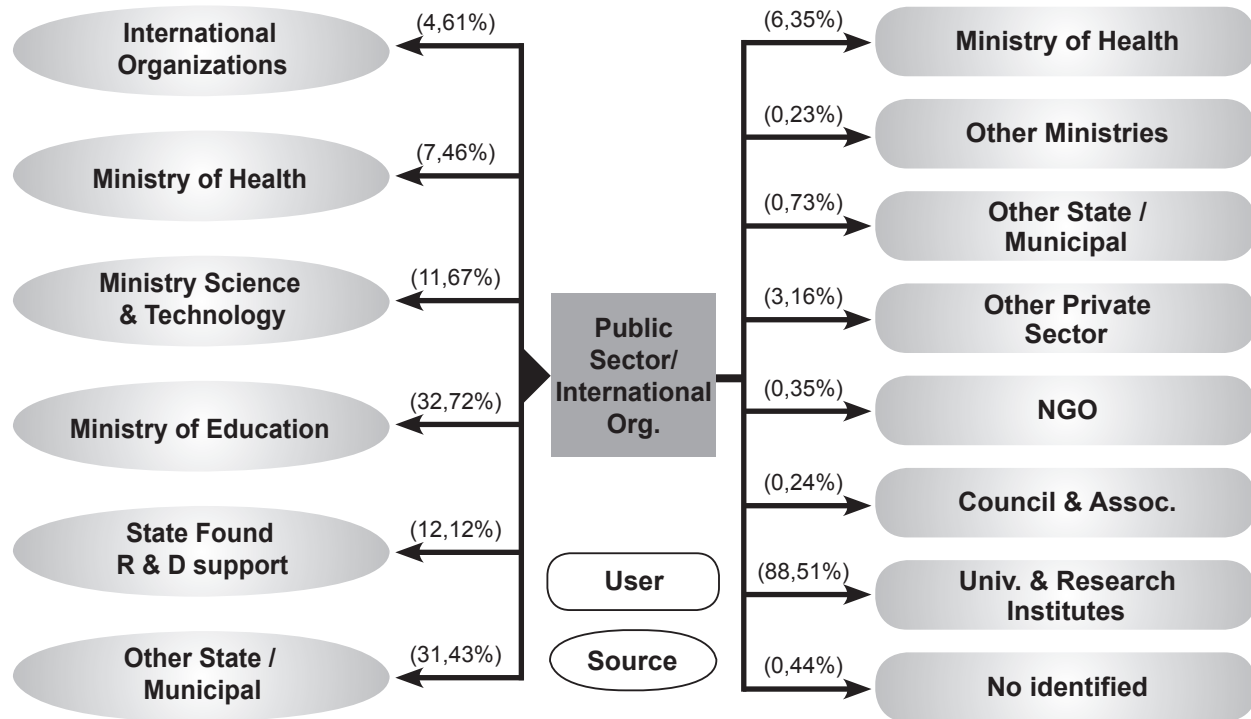 International
Organizations
(4,61%)
Ministry of Health
(7,46%)
Ministry Science
& Technology
(11,67%)
Ministry of Education
(32,72%)
State Found
R & D support
(12,12%)
Other State /
Municipal
(31,43%)
Public
Sector/
International
Org.
User
Source
(6,35%)
Ministry of Health
(0,23%)
Other Ministries
(0,73%)
Other State /
Municipal
(3,16%)
Other Private
Sector
(0,35%)
NGO
(0,24%)
Council & Assoc.
(88,51%)
Univ. & Research
Institutes
(0,44%)
No identified